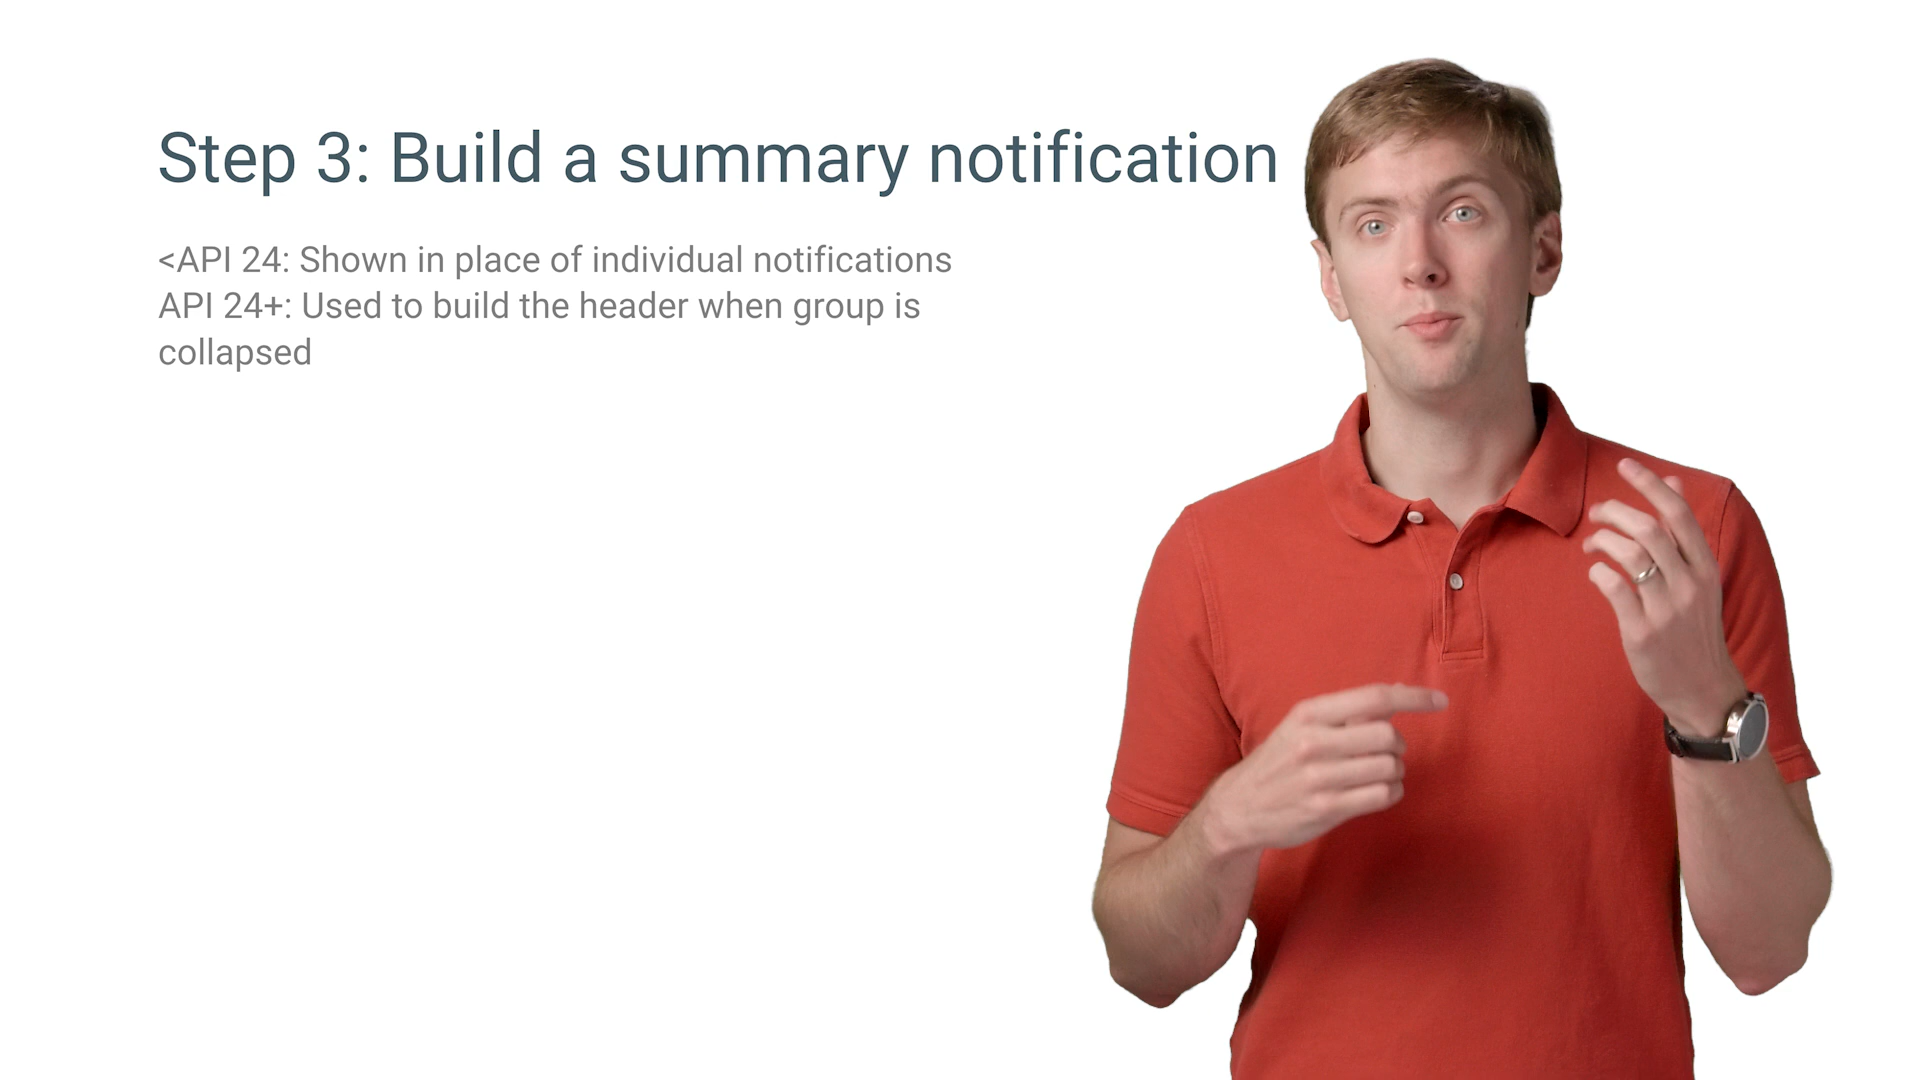 Step 3: Build a summary notification
<API 24: Shown in place of individual notifications
API 24+: Used to build the header when group is
collapsed